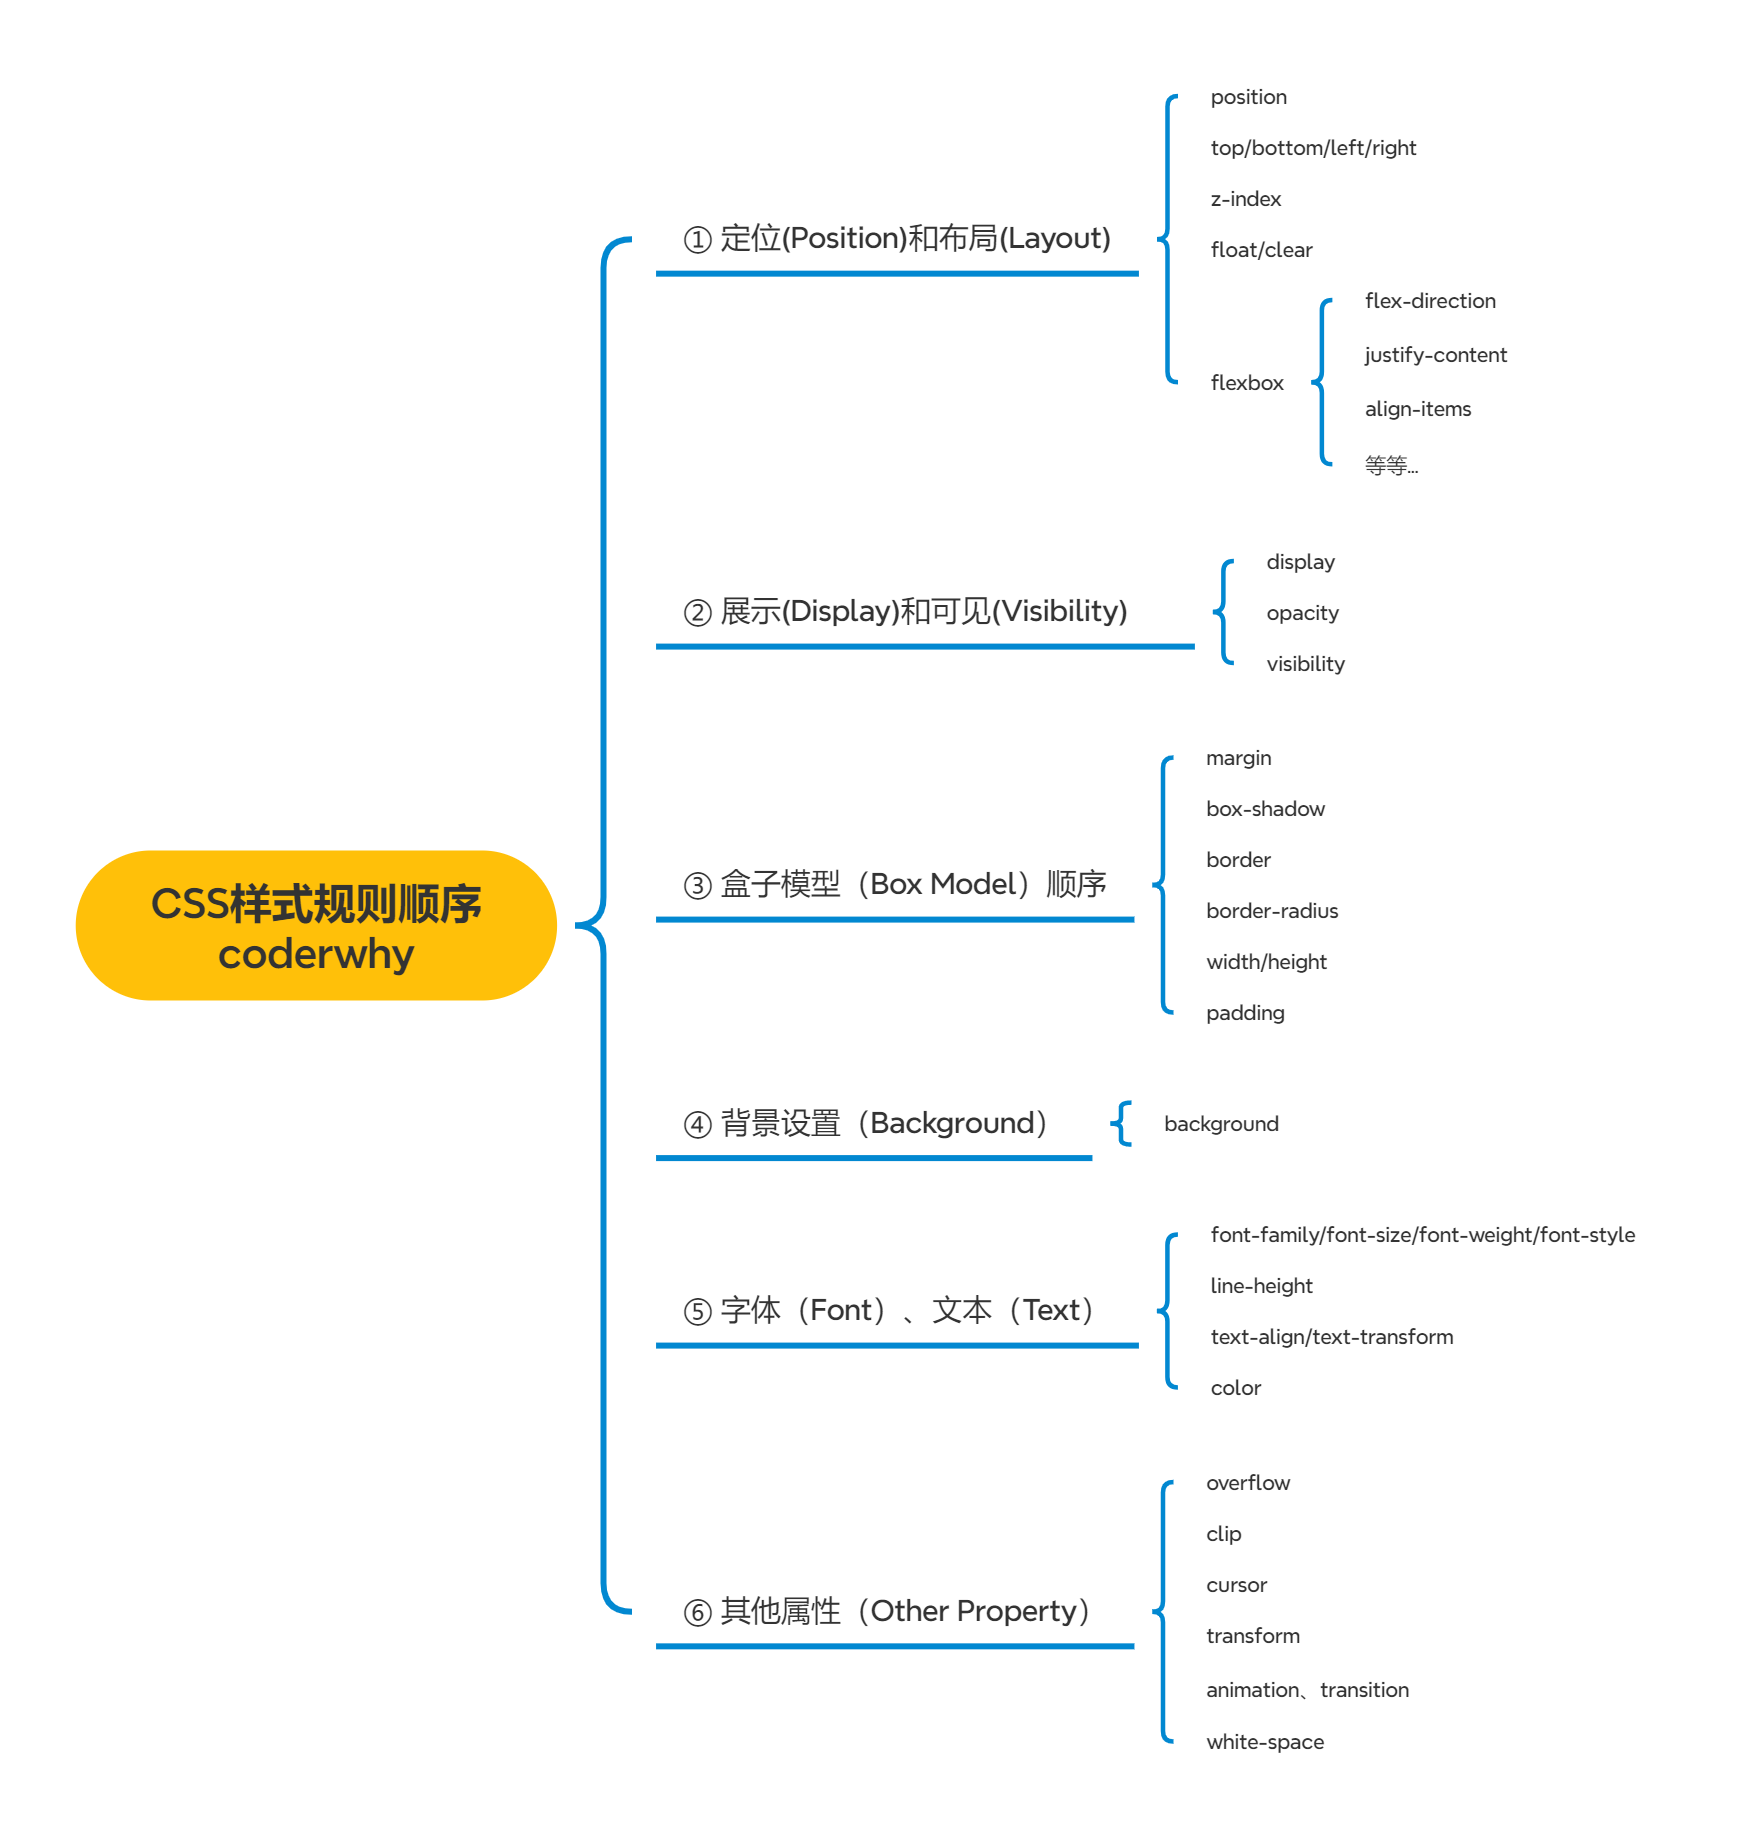 CSS样式规则顺序
coderwhy
① 定位(Position)和布局(Layout)
position
top/bottom/left/right
z-index
float/clear
flexbox
flex-direction
justify-content
align-items
等等...
② 展示(Display)和可见(Visibility)
display
opacity
visibility
③ 盒子模型（Box Model）顺序
margin
box-shadow
border
border-radius
width/height
padding
④ 背景设置（Background）
background
⑤ 字体（Font）、文本（Text）
font-family/font-size/font-weight/font-style
line-height
text-align/text-transform
color
⑥ 其他属性（Other Property）
overflow
clip
cursor
transform
animation、transition
white-space